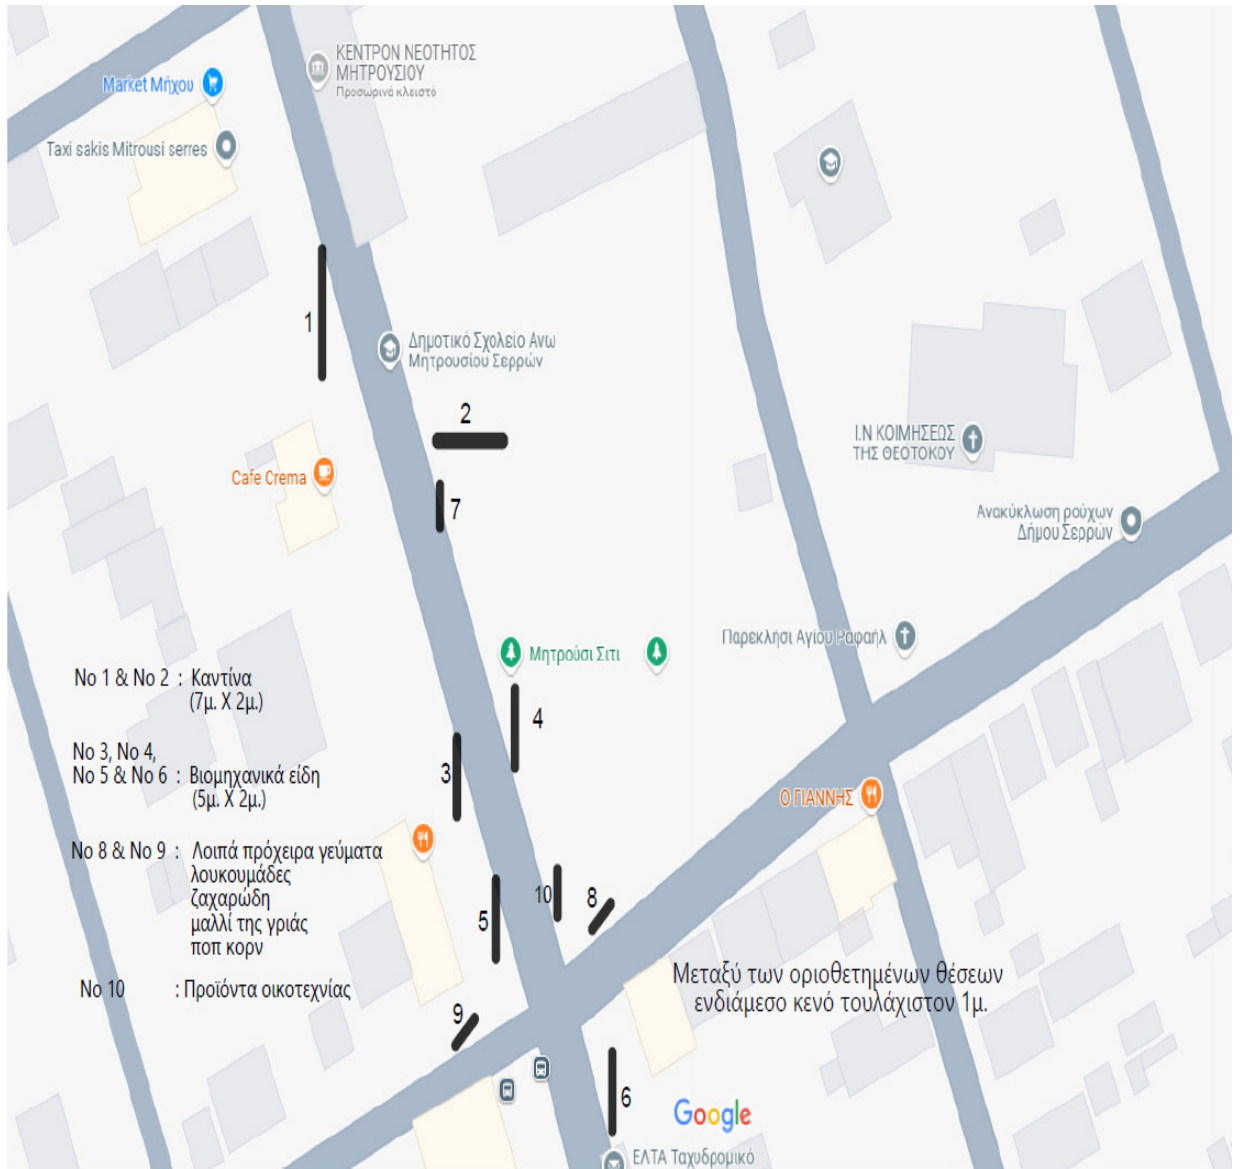 ΚΕΝΤΡΟΝ ΝΕΟΤΗΤΟΣ
ΜΗΤΡΟΥΣΙΟΥ
Προσωρινά κλειστό
Market Μήχου
Taxi sakis Mitrousi serres
1
Δημοτικό Σχολείο Ανω
Μητρουσίου Σερρών
2
Ι.Ν ΚΟΙΜΗΣΕΩΣ
ΤΗΣ ΘΕΟΤΟΚΟΥ
Cafe Crema
7
Ανακύκλωση ρούχων
Δήμου Σερρών
Παρεκλήσι Αγίου Ραφαήλ
Μητρούσι Σιτι
No 1 & No 2 : Καντίνα
(7μ. Χ 2μ.)
4
3
No 3, No 4,
No 5 & No 6 : Βιομηχανικά είδη
(5μ. Χ 2μ.)
Ο ΓΙΑΝΝΗΣ
No 8 & No 9 : Λοιπά πρόχειρα γεύματα
λουκουμάδες
ζαχαρώδη
μαλλί της γριάς
ποπ κορν
10
8
5
No 10 : Προϊόντα οικοτεχνίας
Μεταξύ των οριοθετημένων θέσεων
ενδιάμεσο κενό τουλάχιστον 1μ.
9
6
Google
ΕΛΤΑ Ταχυδρομικό